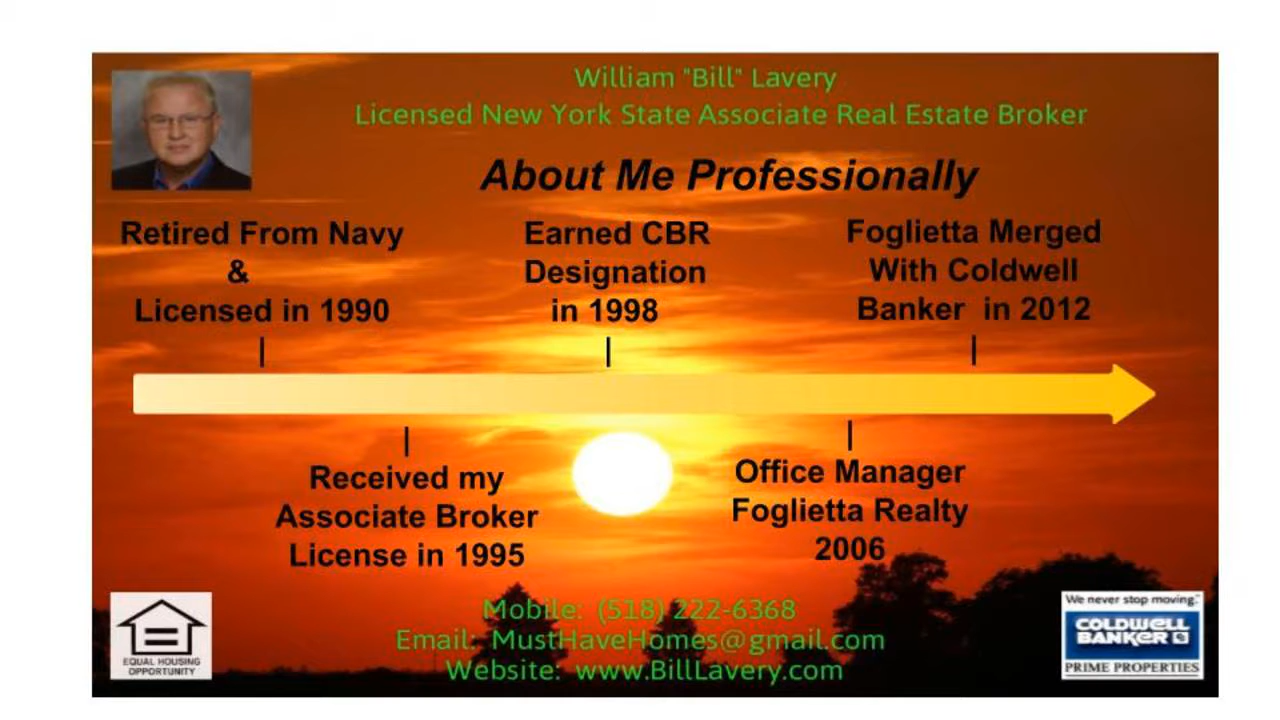 William "Bill" Lavery
Licensed New York State Associate Real Estate Broker
About Me Professionally
Retired From Navy
&
Licensed in 1990
Earned CBR
Designation
in 1998
Foglietta Merged
With Coldwell
Banker in 2012
Received my
Associate Broker
License in 1995
Office Manager
Foglietta Realty
2006
Mobile: (518) 222-6368
Email: MustHaveHomes@gmail.com
Website: www.BillLavery.com
EQUAL HOUSING
OPPORTUNITY
We never stop moving.™
COLDWELL
BANKER
PRIME PROPERTIES